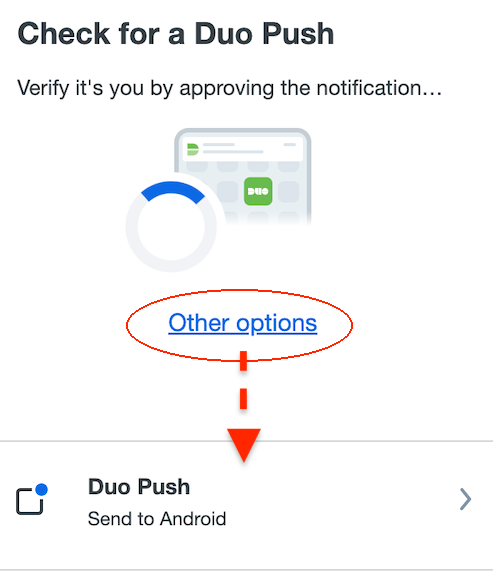 Check for a Duo Push
Verify it's you by approving the notification...
DUO
Other options
Duo Push
Send to Android